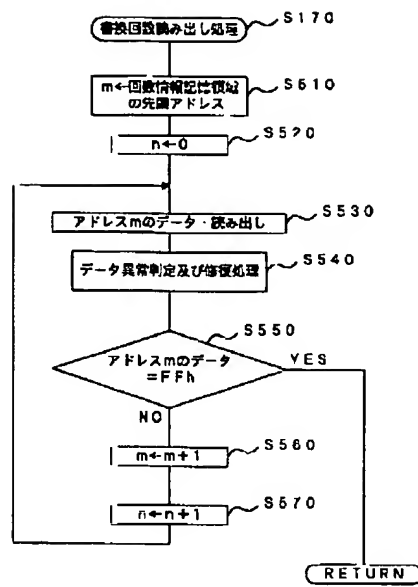 書換回数読み出し処理
S170
m←回数情報記憶領域
の先頭アドレス
S510
n←0
S520
アドレスmのデータ・読み出し
S530
データ異常判定及び修復処理
S540
アドレスmのデータ
=FFh
S550
YES
NO
m←m+1
S560
n←n+1
S570
RETURN